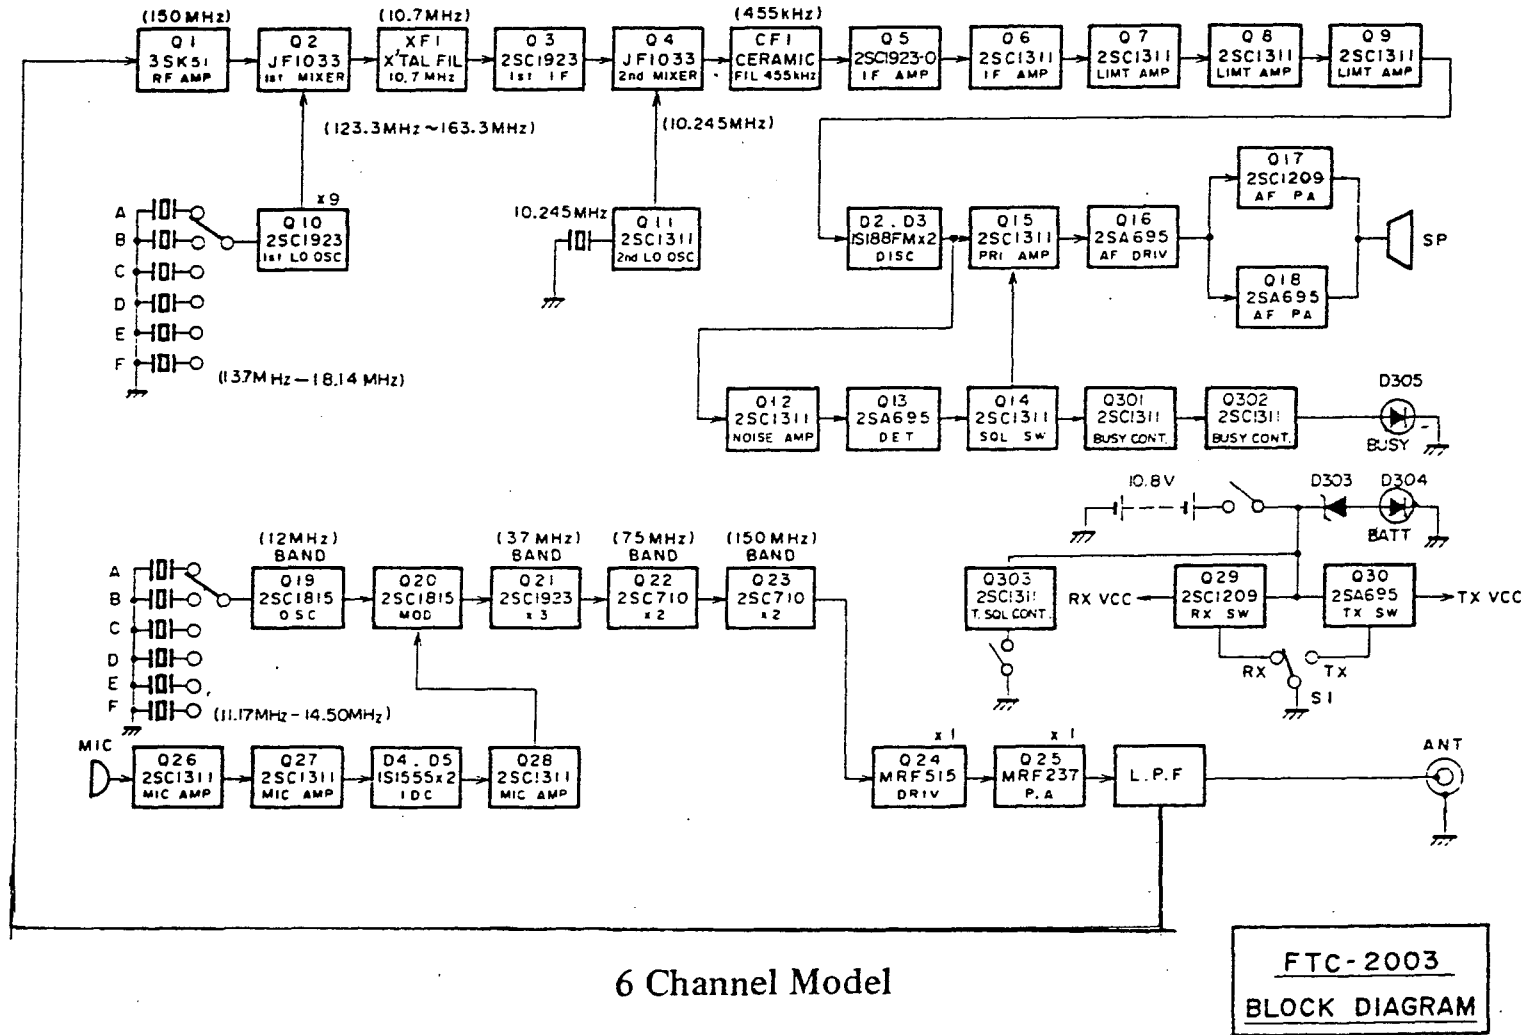 (150MHz)
(10.7MHz)
(455kHz)
Q1
3SK51
RF AMP
Q2
JF1033
1st MIXER
XF1
X'TAL FIL
10.7MHz
Q3
2SC1923
1st IF
Q4
JF1033
2nd MIXER
CF1
CERAMIC
FIL 455kHz
Q5
2SC1923-O
IF AMP
Q6
2SC1311
IF AMP
Q7
2SC1311
LIMT AMP
Q8
2SC1311
LIMT AMP
Q9
2SC1311
LIMT AMP
(123.3MHz~163.3MHz)
(10.245MHz)
A
B
C
D
E
F
x9
Q10
2SC1923
1st LO OSC
(13.7MHz-18.14MHz)
10.245MHz
Q11
2SC1311
2nd LO OSC
D2. D3
1S188FMx2
DISC
Q15
2SC1311
PRI AMP
Q16
2SA695
AF DRIV
Q17
2SC1209
AF PA
Q18
2SA695
AF PA
SP
Q12
2SC1311
NOISE AMP
Q13
2SA695
DET
Q14
2SC1311
SQL SW
Q301
2SC1311
BUSY CONT.
Q302
2SC1311
BUSY CONT.
D305
BUSY
10.8V
D303
D304
BATT
(12MHz)
BAND
(37MHz)
BAND
(75MHz)
BAND
(150MHz)
BAND
A
B
C
D
E
F
Q19
2SC1815
OSC
Q20
2SC1815
MOD
Q21
2SC1923
x3
Q22
2SC710
x2
Q23
2SC710
x2
(11.17MHz-14.50MHz)
Q303
2SC1311
T. SQL CONT.
RX VCC
Q29
2SC1209
RX SW
Q30
2SA695
TX SW
TX VCC
RX
TX
S1
MIC
Q26
2SC1311
MIC AMP
Q27
2SC1311
MIC AMP
D4. D5
1S1555x2
IDC
Q28
2SC1311
MIC AMP
x1
Q24
MRF515
DRIV
x1
Q25
MRF237
P.A
L.P.F
ANT
6 Channel Model
FTC-2003
BLOCK DIAGRAM